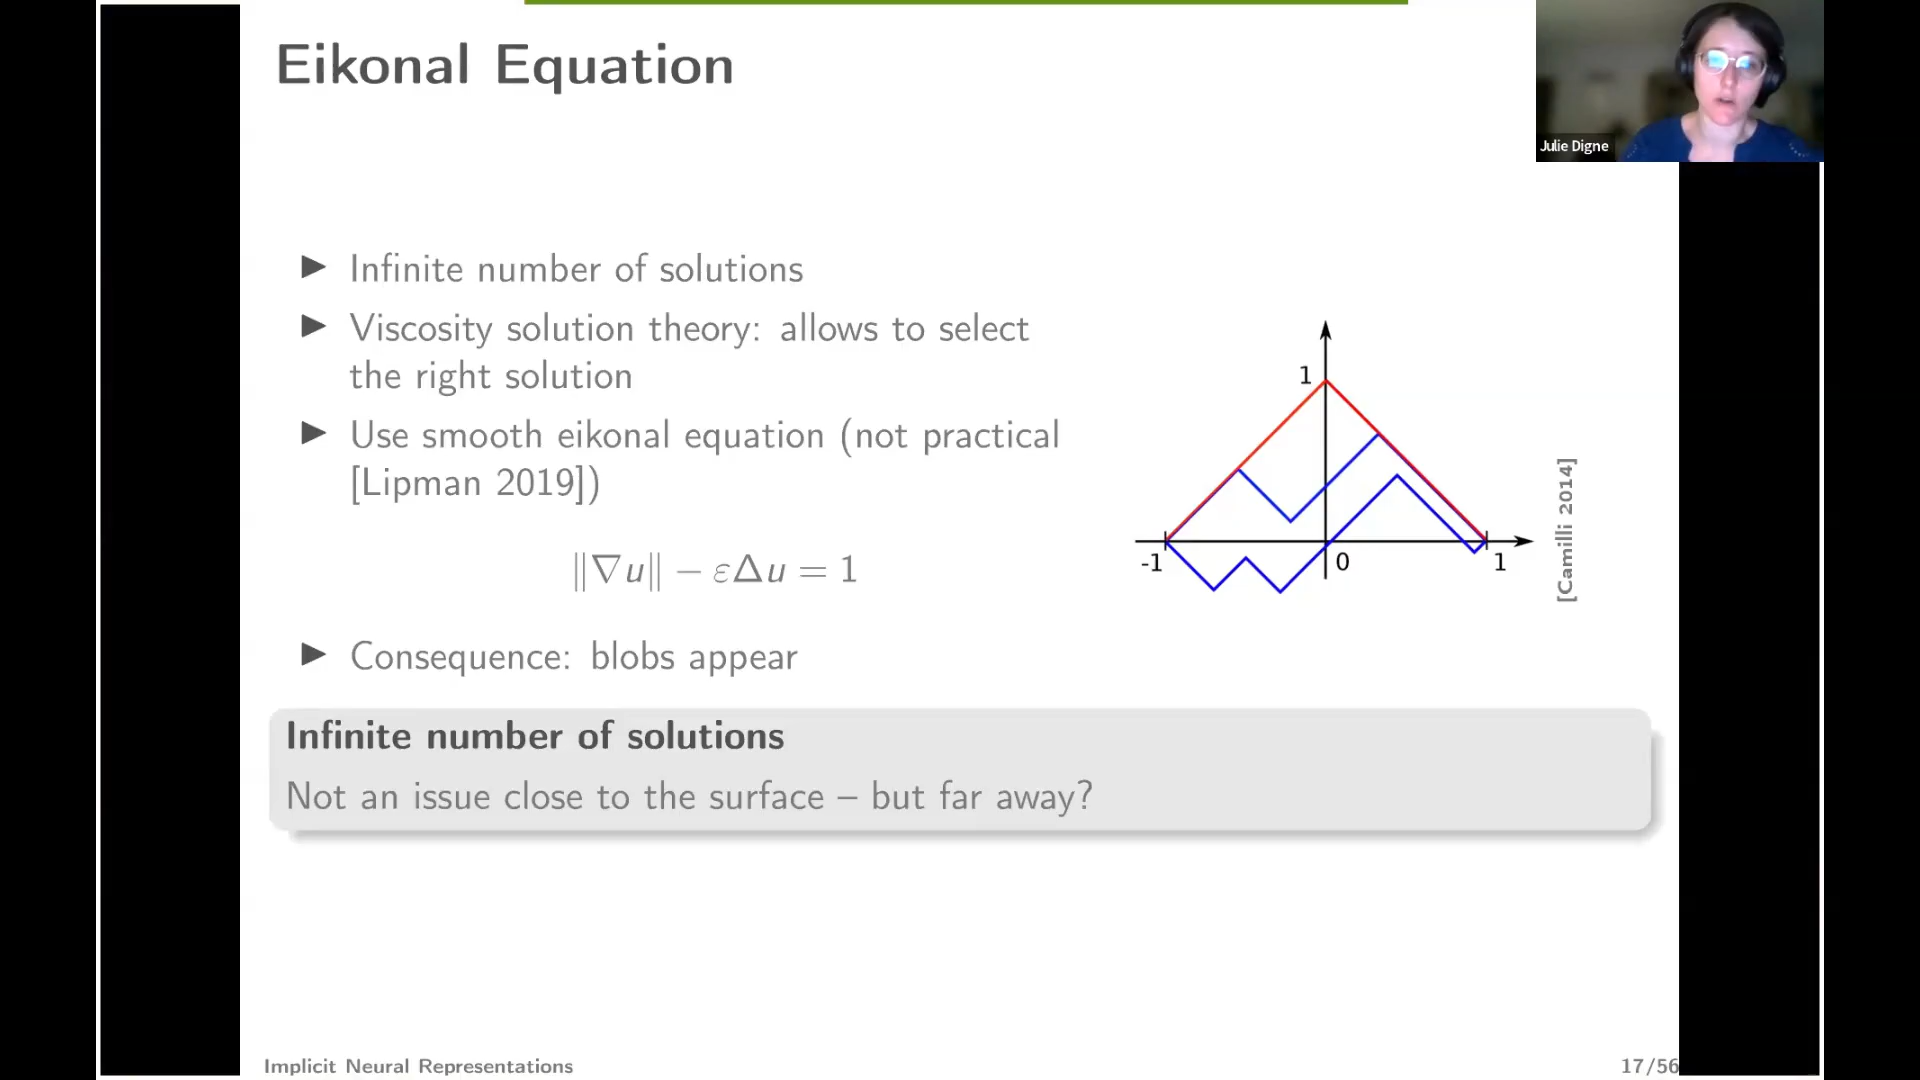 Eikonal Equation
Julie Digne
▶ Infinite number of solutions
▶ Viscosity solution theory: allows to select
the right solution
▶ Use smooth eikonal equation (not practical
[Lipman 2019])
‖∇u‖ − εΔu = 1
▶ Consequence: blobs appear
1
-1
0
1
[Camilli 2014]
Infinite number of solutions
Not an issue close to the surface – but far away?
Implicit Neural Representations
17/56